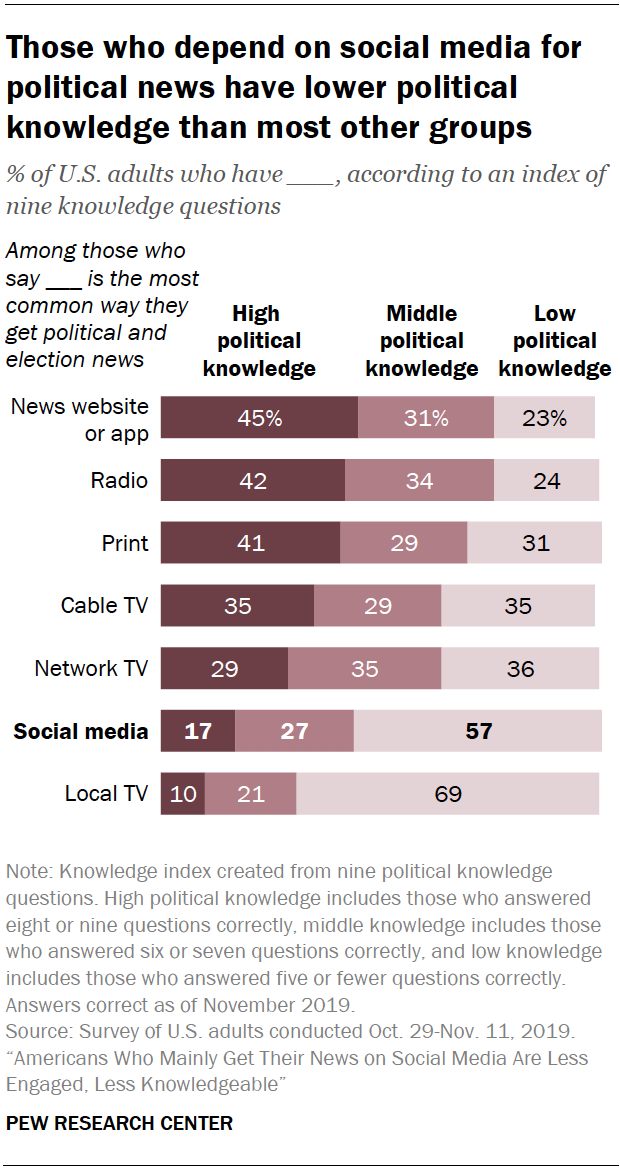 Those who depend on social media for
political news have lower political
knowledge than most other groups
% of U.S. adults who have ___, according to an index of
nine knowledge questions
Among those who
say ___ is the most
common way they
get political and
election news
High
political
knowledge
Middle
political
knowledge
Low
political
knowledge
News website
or app
45%
31%
23%
Radio
42
34
24
Print
41
29
31
Cable TV
35
29
35
Network TV
29
35
36
Social media
17
27
57
Local TV
10
21
69
Note: Knowledge index created from nine political knowledge
questions. High political knowledge includes those who answered
eight or nine questions correctly, middle knowledge includes those
who answered six or seven questions correctly, and low knowledge
includes those who answered five or fewer questions correctly.
Answers correct as of November 2019.
Source: Survey of U.S. adults conducted Oct. 29-Nov. 11, 2019.
“Americans Who Mainly Get Their News on Social Media Are Less
Engaged, Less Knowledgeable”
PEW RESEARCH CENTER